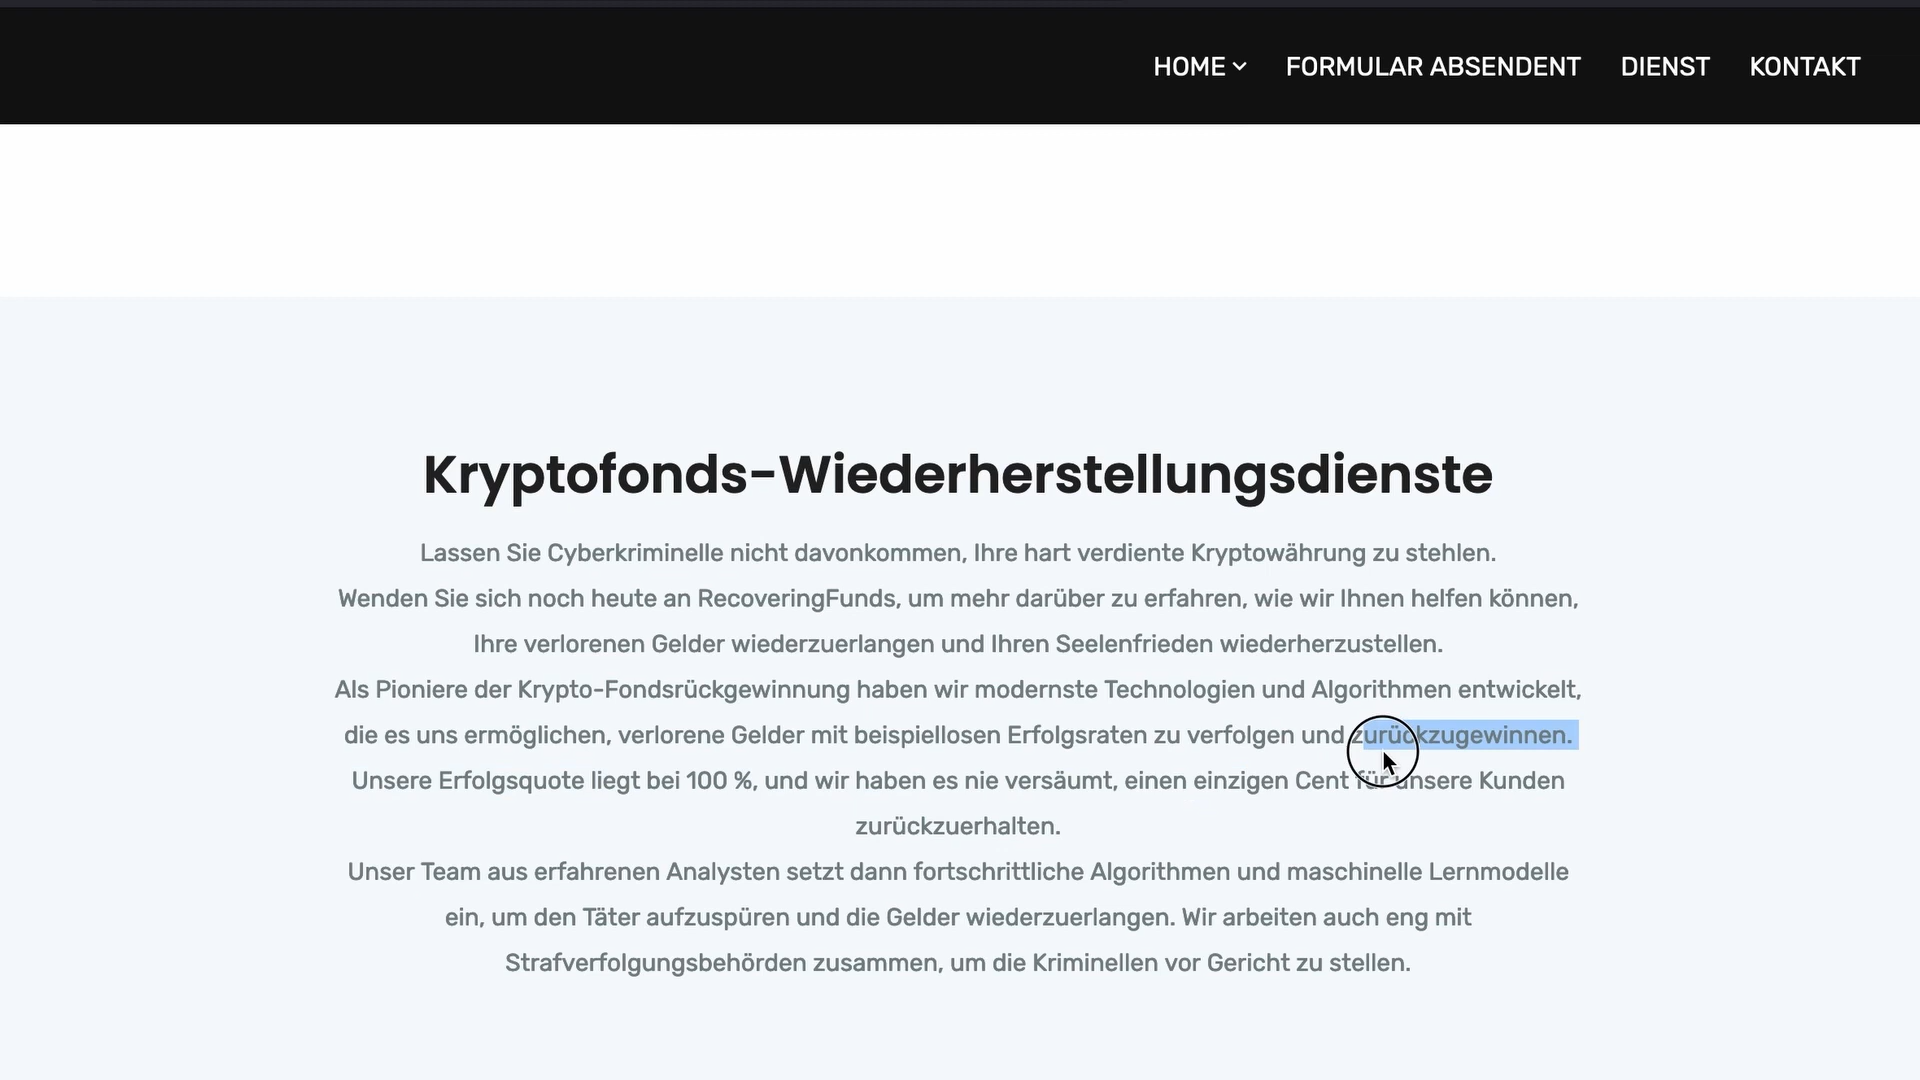 HOME FORMULAR ABSENDENT DIENST KONTAKT
Kryptofonds-Wiederherstellungsdienste
Lassen Sie Cyberkriminelle nicht davonkommen, Ihre hart verdiente Kryptowährung zu stehlen.
Wenden Sie sich noch heute an RecoveringFunds, um mehr darüber zu erfahren, wie wir Ihnen helfen können,
Ihre verlorenen Gelder wiederzuerlangen und Ihren Seelenfrieden wiederherzustellen.
Als Pioniere der Krypto-Fondsrückgewinnung haben wir modernste Technologien und Algorithmen entwickelt,
die es uns ermöglichen, verlorene Gelder mit beispiellosen Erfolgsraten zu verfolgen und zurückzugewinnen.
Unsere Erfolgsquote liegt bei 100 %, und wir haben es nie versäumt, einen einzigen Cent für unsere Kunden
zurückzuerhalten.
Unser Team aus erfahrenen Analysten setzt dann fortschrittliche Algorithmen und maschinelle Lernmodelle
ein, um den Täter aufzuspüren und die Gelder wiederzuerlangen. Wir arbeiten auch eng mit
Strafverfolgungsbehörden zusammen, um die Kriminellen vor Gericht zu stellen.